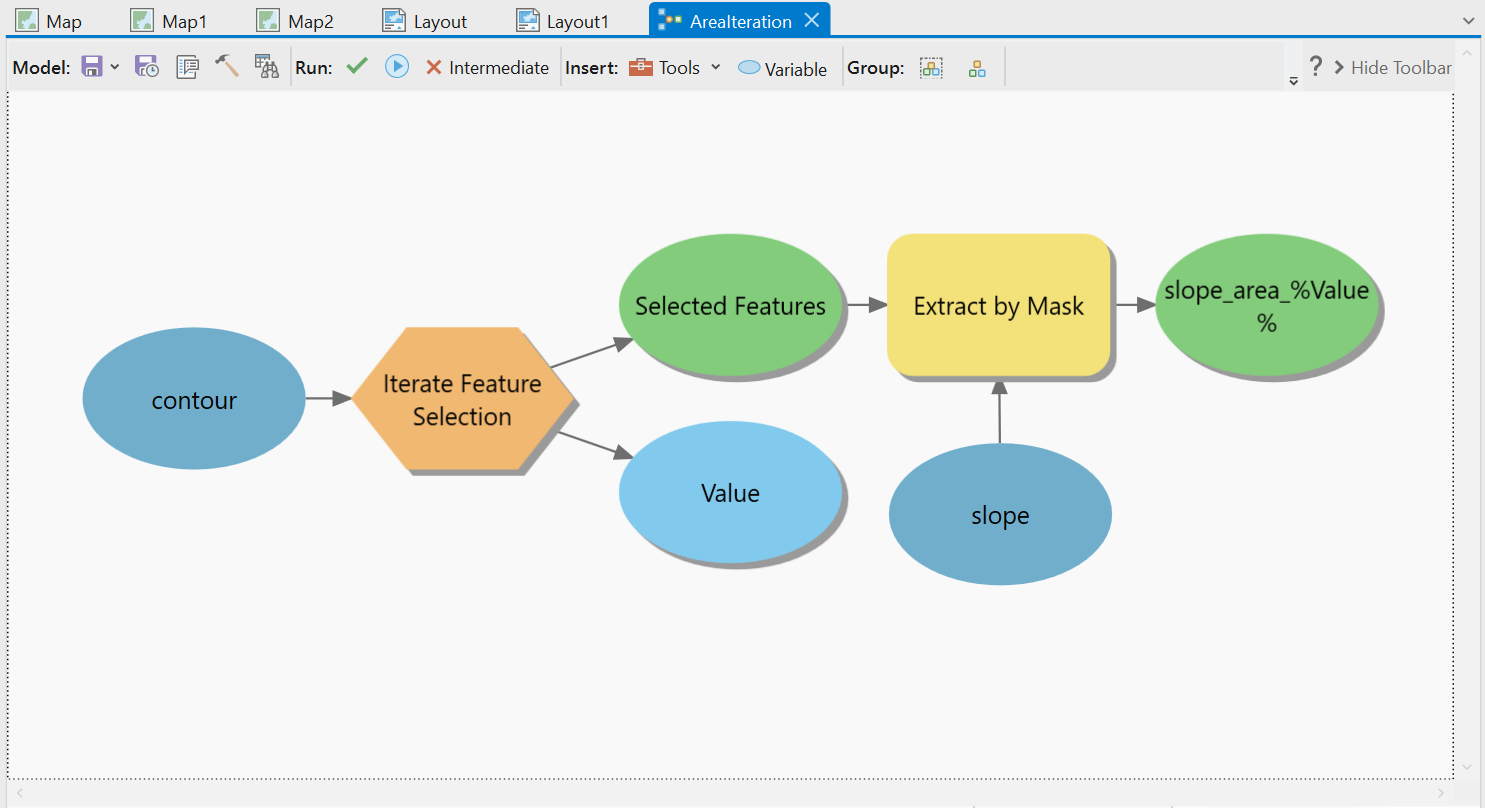 Map Map1 Map2 Layout Layout1 AreaIteration
Model: Run: Intermediate Insert: Tools Variable Group: ? Hide Toolbar
contour
Iterate Feature
Selection
Selected Features
Value
Extract by Mask
slope
slope_area_%Value
%